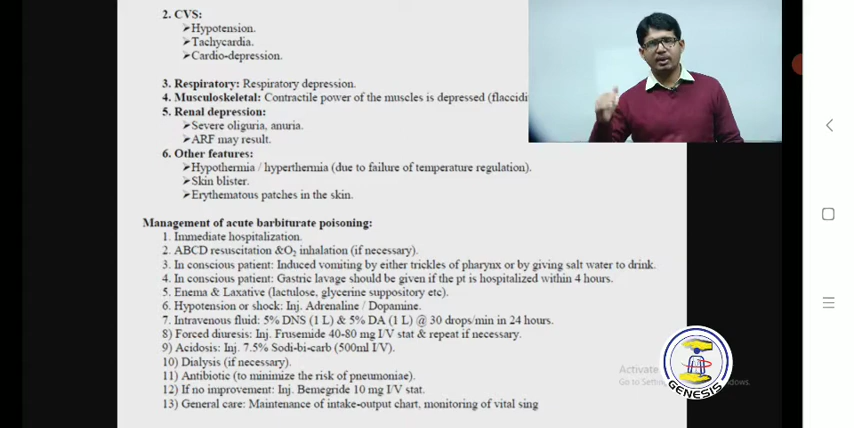 2. CVS:
➤Hypotension.
➤Tachycardia.
➤Cardio-depression.
3. Respiratory: Respiratory depression.
4. Musculoskeletal: Contractile power of the muscles is depressed (flaccidi
5. Renal depression:
➤Severe oliguria, anuria.
➤ARF may result.
6. Other features:
➤Hypothermia / hyperthermia (due to failure of temperature regulation).
➤Skin blister.
➤Erythematous patches in the skin.
Management of acute barbiturate poisoning:
1. Immediate hospitalization.
2. ABCD resuscitation &O₂ inhalation (if necessary).
3. In conscious patient: Induced vomiting by either trickles of pharynx or by giving salt water to drink.
4. In conscious patient: Gastric lavage should be given if the pt is hospitalized within 4 hours.
5. Enema & Laxative (lactulose, glycerine suppository etc).
6. Hypotension or shock: Inj. Adrenaline / Dopamine.
7. Intravenous fluid: 5% DNS (1 L) & 5% DA (1 L) @ 30 drops/min in 24 hours.
8) Forced diuresis: Inj. Frusemide 40-80 mg I/V stat & repeat if necessary.
9) Acidosis: Inj. 7.5% Sodi-bi-carb (500ml I/V).
10) Dialysis (if necessary).
11) Antibiotic (to minimize the risk of pneumoniae).
12) If no improvement: Inj. Bemegride 10 mg I/V stat.
13) General care: Maintenance of intake-output chart, monitoring of vital sing
Activate
Go to Settin
dows.
GENESIS